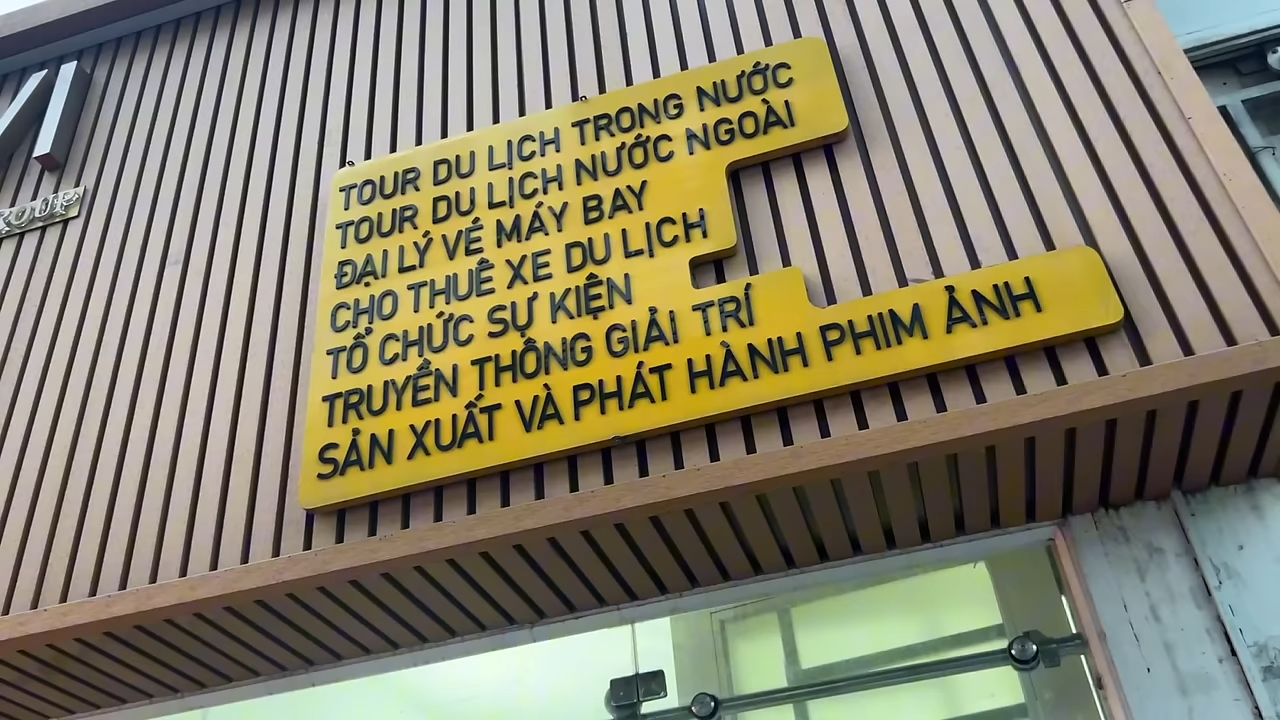 TOUR DU LỊCH TRONG NƯỚC
TOUR DU LỊCH NƯỚC NGOÀI
ĐẠI LÝ VÉ MÁY BAY
CHO THUÊ XE DU LỊCH
TỔ CHỨC SỰ KIỆN
TRUYỀN THÔNG GIẢI TRÍ
SẢN XUẤT VÀ PHÁT HÀNH PHIM ẢNH